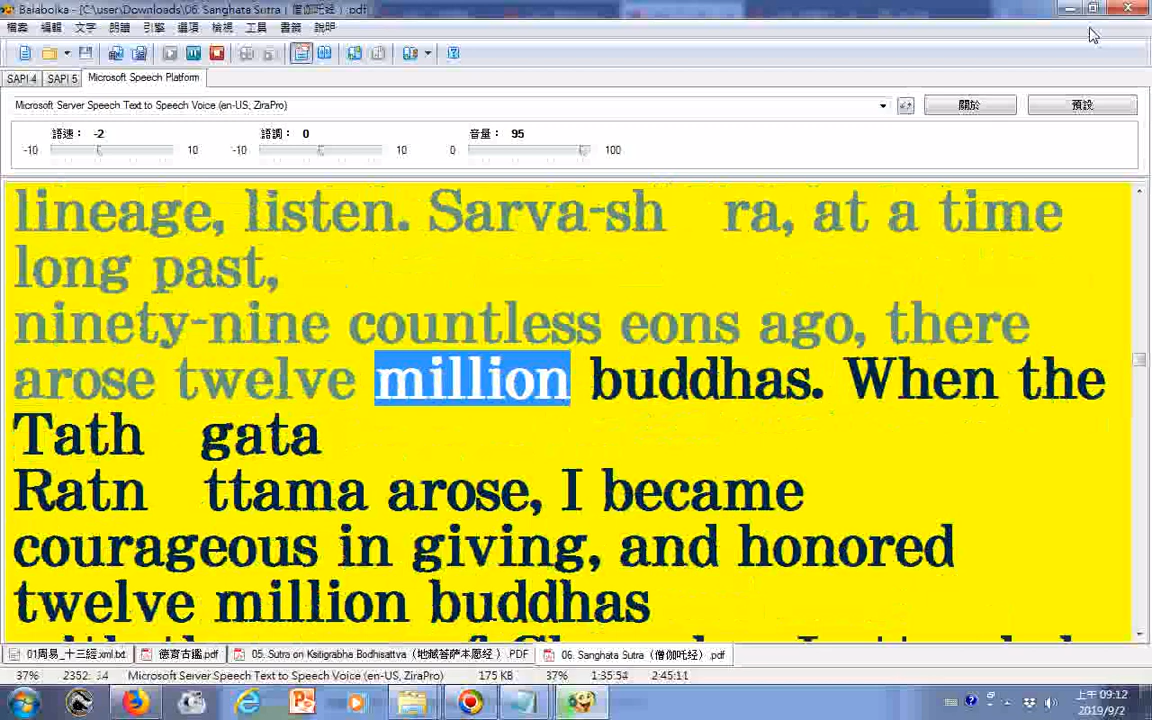 Balabolka - [C:\user\Downloads\06. Sanghata Sutra (僧伽吒经) .pdf]
檔案 編輯 文字 朗讀 引擎 選項 檢視 工具 書籤 說明
SAPI 4 SAPI 5 Microsoft Speech Platform
Microsoft Server Speech Text to Speech Voice (en-US, ZiraPro) 關於 預設
語速： -2 語調： 0 音量： 95
-10 10 -10 10 0 100
lineage, listen. Sarva-sh ra, at a time
long past,
ninety-nine countless eons ago, there
arose twelve million buddhas. When the
Tath gata
Ratn ttama arose, I became
courageous in giving, and honored
twelve million buddhas
01周易_十三經.xml.txt 德育古鑑.pdf 05. Sutra on Ksitigrabha Bodhisattva（地藏菩萨本愿经）.PDF 06. Sanghata Sutra（僧伽吒经）.pdf
37% Microsoft Server Speech Text to Speech Voice (en-US, ZiraPro) 175 KB 37% 1:35:54 2:45:11
上午 09:12
2019/9/2